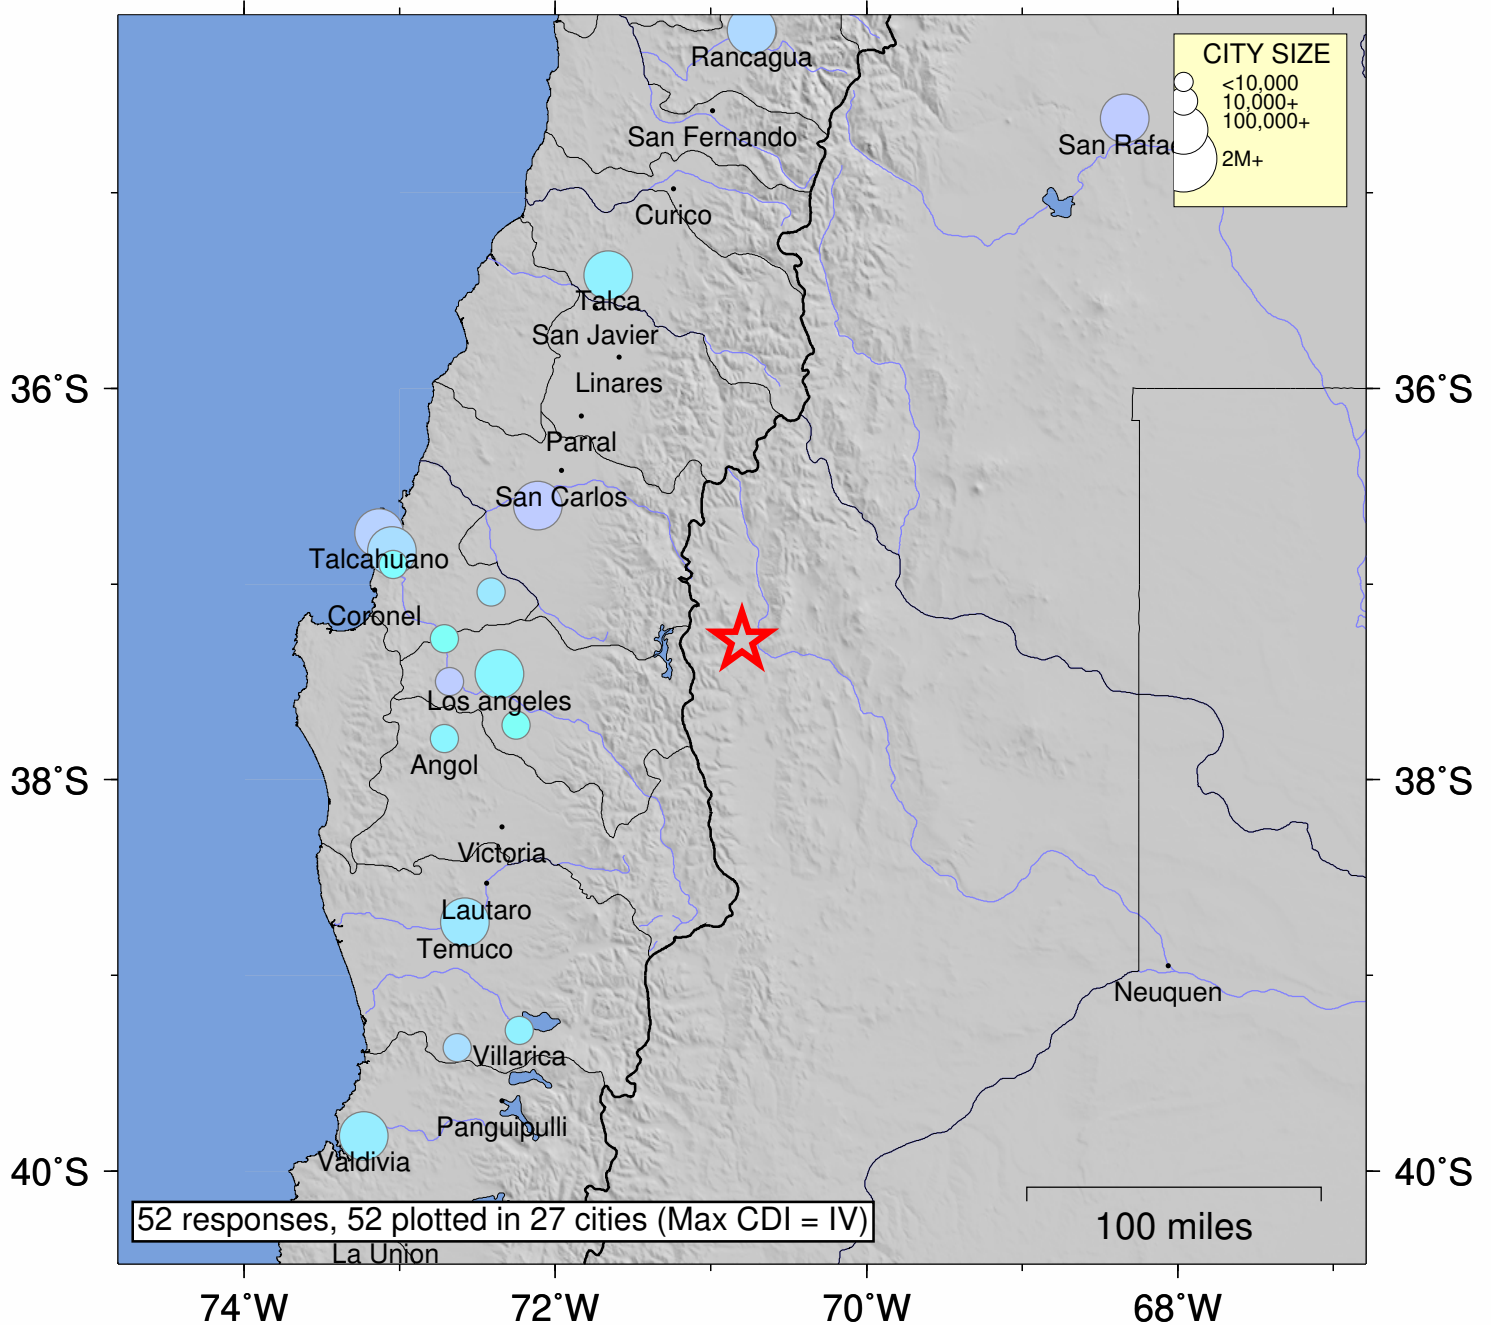 Rancagua
CITY SIZE
<10,000
10,000+
100,000+
2M+
San Fernando
San Rafae
Curico
Talca
San Javier
Linares
36°S
36°S
Parral
San Carlos
Talcahuano
Coronel
Los angeles
Angol
38°S
38°S
Victoria
Lautaro
Temuco
Neuquen
Villarica
Panguipulli
Valdivia
40°S
40°S
52 responses, 52 plotted in 27 cities (Max CDI = IV)
100 miles
La Union
74°W
72°W
70°W
68°W